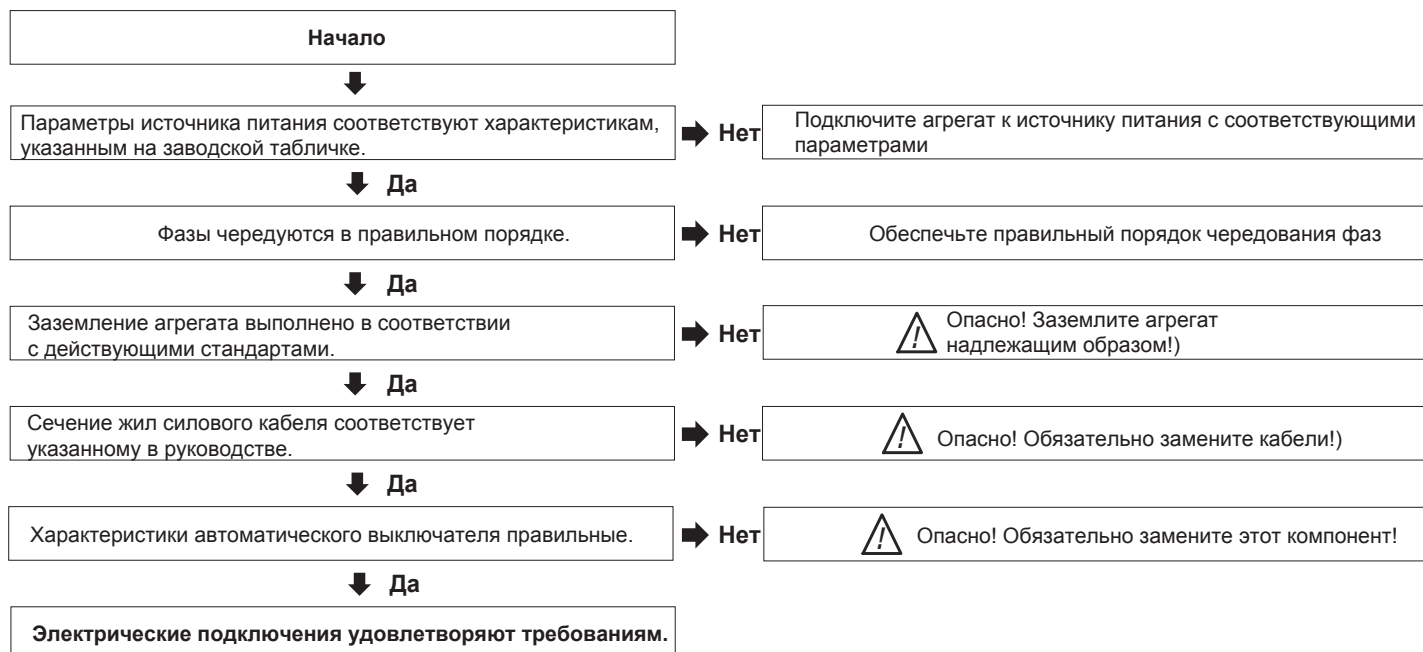 Начало
Параметры источника питания соответствуют характеристикам,
указанным на заводской табличке.
Нет
Подключите агрегат к источнику питания с соответствующими
параметрами
Да
Фазы чередуются в правильном порядке.
Нет
Обеспечьте правильный порядок чередования фаз
Да
Заземление агрегата выполнено в соответствии
с действующими стандартами.
Нет
Опасно! Заземлите агрегат
надлежащим образом!)
Да
Сечение жил силового кабеля соответствует
указанному в руководстве.
Нет
Опасно! Обязательно замените кабели!)
Да
Характеристики автоматического выключателя правильные.
Нет
Опасно! Обязательно замените этот компонент!
Да
Электрические подключения удовлетворяют требованиям.